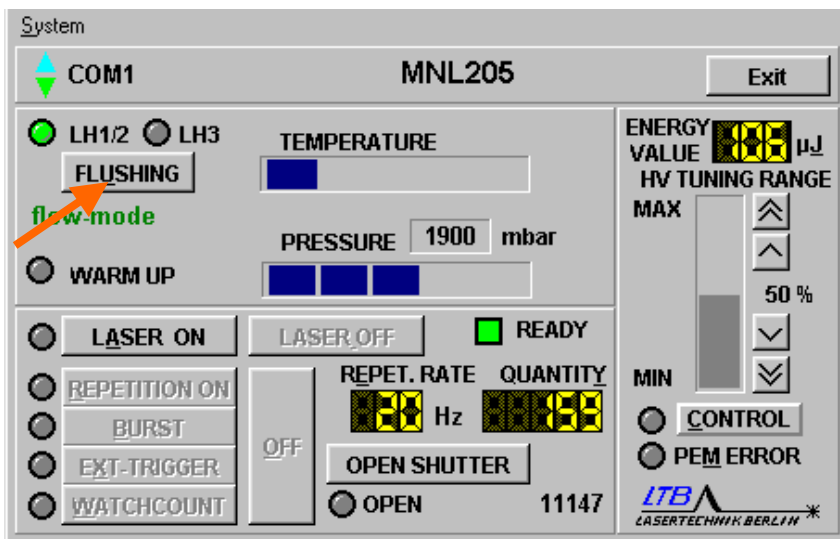 System
COM1 MNL205 Exit
LH1/2 LH3 TEMPERATURE
FLUSHING
flow-mode
PRESSURE 1900 mbar
WARM UP
ENERGY VALUE 105 µJ
HV TUNING RANGE
MAX
50 %
MIN
CONTROL
PEM ERROR
LASER ON LASER OFF READY
REPETITION ON
BURST
EXT-TRIGGER
WATCHCOUNT
OFF
REPET. RATE QUANTITY
20 Hz 159
OPEN SHUTTER
OPEN 11147
LTB
LASERTECHNIK BERLIN